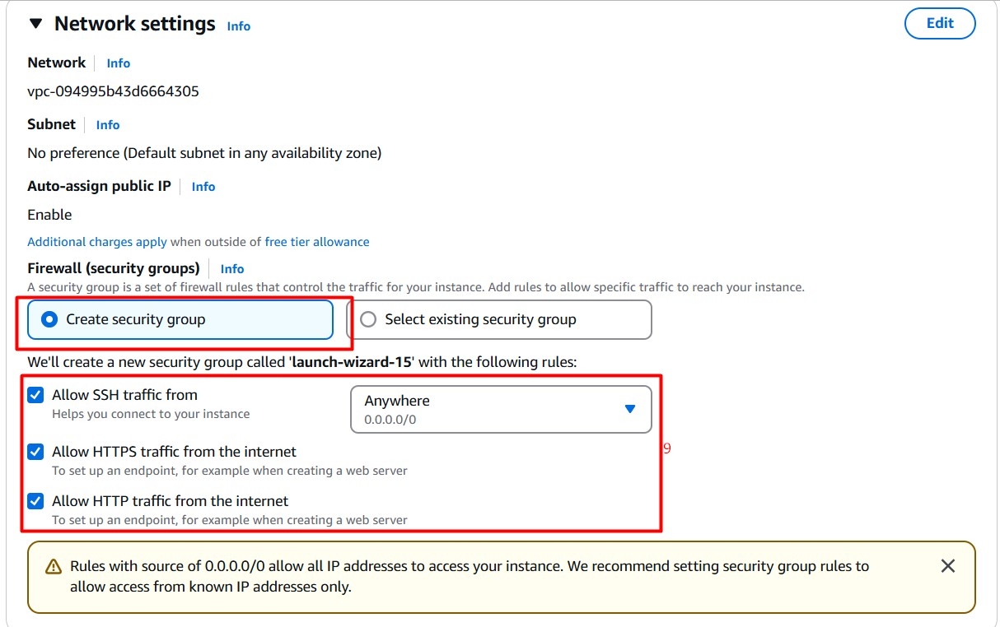 Network settings Info
Edit
Network Info
vpc-094995b43d6664305
Subnet Info
No preference (Default subnet in any availability zone)
Auto-assign public IP Info
Enable
Additional charges apply when outside of free tier allowance
Firewall (security groups) Info
A security group is a set of firewall rules that control the traffic for your instance. Add rules to allow specific traffic to reach your instance.
Create security group
Select existing security group
We'll create a new security group called 'launch-wizard-15' with the following rules:
Allow SSH traffic from
Helps you connect to your instance
Anywhere
0.0.0.0/0
Allow HTTPS traffic from the internet
To set up an endpoint, for example when creating a web server
9
Allow HTTP traffic from the internet
To set up an endpoint, for example when creating a web server
Rules with source of 0.0.0.0/0 allow all IP addresses to access your instance. We recommend setting security group rules to
allow access from known IP addresses only.